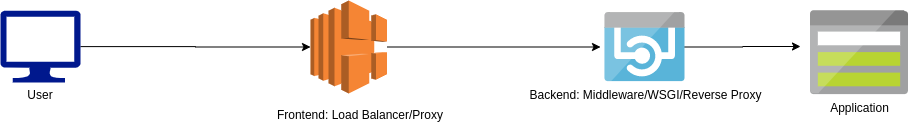 User
Frontend: Load Balancer/Proxy
Backend: Middleware/WSGI/Reverse Proxy
Application